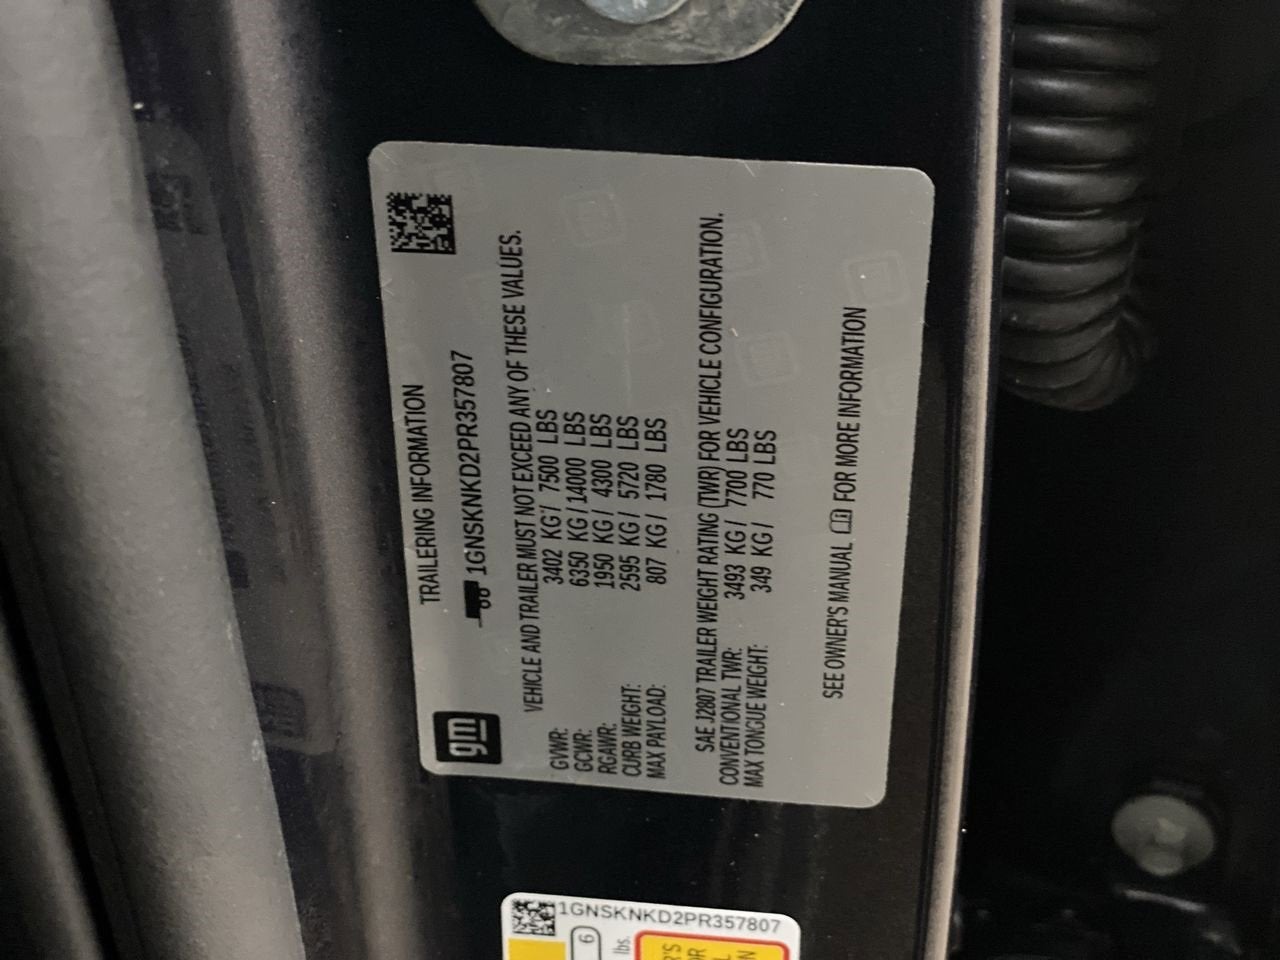 TRAILERING INFORMATION
gm
1GNSKNKD2PR357807
VEHICLE AND TRAILER MUST NOT EXCEED ANY OF THESE VALUES.
GVWR: 3402 KG / 7500 LBS
GCWR: 6350 KG / 14000 LBS
RGAWR: 1950 KG / 4300 LBS
CURB WEIGHT: 2595 KG / 5720 LBS
MAX PAYLOAD: 807 KG / 1780 LBS
SAE J2807 TRAILER WEIGHT RATING (TWR) FOR VEHICLE CONFIGURATION.
CONVENTIONAL TWR: 3493 KG / 7700 LBS
MAX TONGUE WEIGHT: 349 KG / 770 LBS
SEE OWNER'S MANUAL FOR MORE INFORMATION
1GNSKNKD2PR357807
6
lbs.